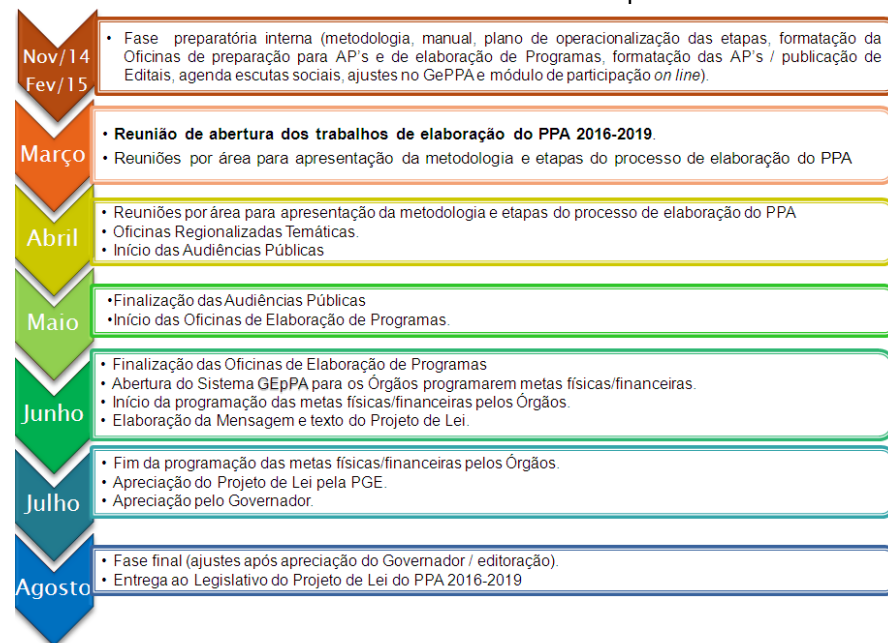 Nov/14
Fev/15
• Fase preparatória interna (metodologia, manual, plano de operacionalização das etapas, formatação da
Oficinas de preparação para AP's e de elaboração de Programas, formatação das AP's / publicação de
Editais, agenda escutas sociais, ajustes no GePPA e módulo de participação on line).
Março
• Reunião de abertura dos trabalhos de elaboração do PPA 2016-2019.
• Reuniões por área para apresentação da metodologia e etapas do processo de elaboração do PPA
Abril
• Reuniões por área para apresentação da metodologia e etapas do processo de elaboração do PPA
• Oficinas Regionalizadas Temáticas.
• Início das Audiências Públicas
Maio
•Finalização das Audiências Públicas
•Início das Oficinas de Elaboração de Programas.
Junho
• Finalização das Oficinas de Elaboração de Programas
• Abertura do Sistema GEpPA para os Órgãos programarem metas físicas/financeiras.
• Início da programação das metas físicas/financeiras pelos Órgãos.
• Elaboração da Mensagem e texto do Projeto de Lei.
Julho
• Fim da programação das metas físicas/financeiras pelos Órgãos.
• Apreciação do Projeto de Lei pela PGE.
• Apreciação pelo Governador.
Agosto
• Fase final (ajustes após apreciação do Governador / editoração).
• Entrega ao Legislativo do Projeto de Lei do PPA 2016-2019